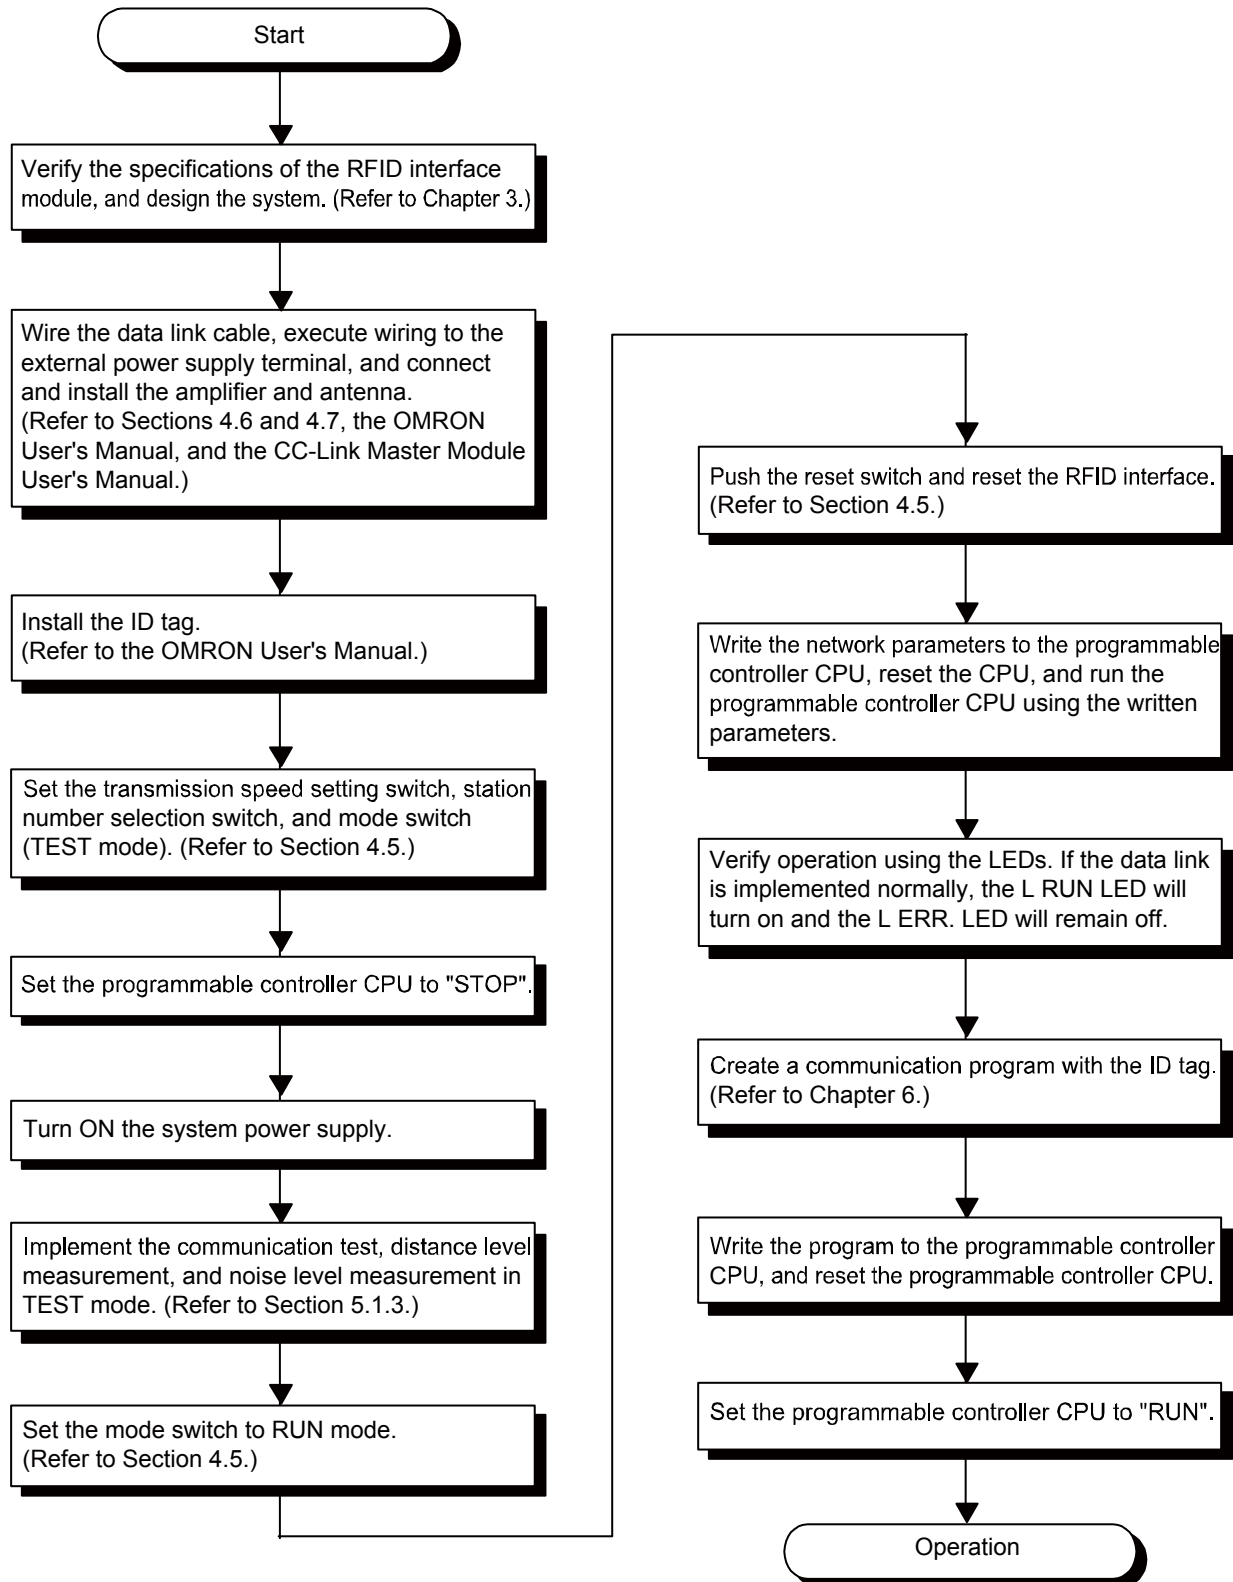 Start
Verify the specifications of the RFID interface
module, and design the system. (Refer to Chapter 3.)
Wire the data link cable, execute wiring to the
external power supply terminal, and connect
and install the amplifier and antenna.
(Refer to Sections 4.6 and 4.7, the OMRON
User's Manual, and the CC-Link Master Module
User's Manual.)
Install the ID tag.
(Refer to the OMRON User's Manual.)
Set the transmission speed setting switch, station
number selection switch, and mode switch
(TEST mode). (Refer to Section 4.5.)
Set the programmable controller CPU to "STOP".
Turn ON the system power supply.
Implement the communication test, distance level
measurement, and noise level measurement in
TEST mode. (Refer to Section 5.1.3.)
Set the mode switch to RUN mode.
(Refer to Section 4.5.)
Push the reset switch and reset the RFID interface.
(Refer to Section 4.5.)
Write the network parameters to the programmable
controller CPU, reset the CPU, and run the
programmable controller CPU using the written
parameters.
Verify operation using the LEDs. If the data link
is implemented normally, the L RUN LED will
turn on and the L ERR. LED will remain off.
Create a communication program with the ID tag.
(Refer to Chapter 6.)
Write the program to the programmable controller
CPU, and reset the programmable controller CPU.
Set the programmable controller CPU to "RUN".
Operation